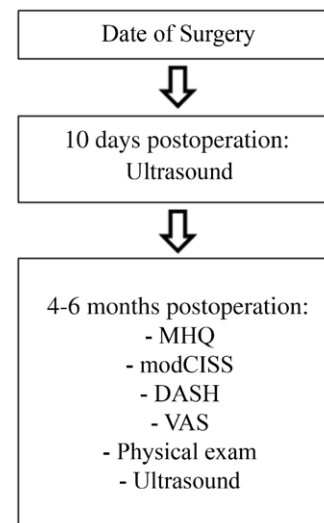 Date of Surgery
10 days postoperation:
Ultrasound
4-6 months postoperation:
- MHQ
- modCISS
- DASH
- VAS
- Physical exam
- Ultrasound